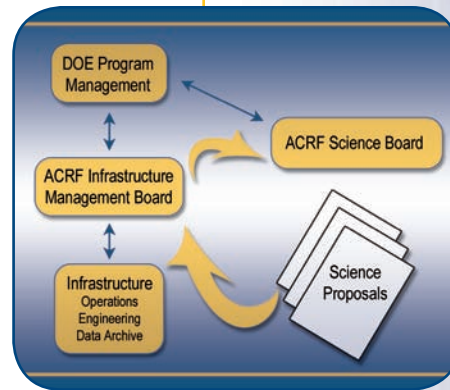 DOE Program
Management
ACRF Science Board
ACRF Infrastructure
Management Board
Infrastructure
Operations
Engineering
Data Archive
Science
Proposals